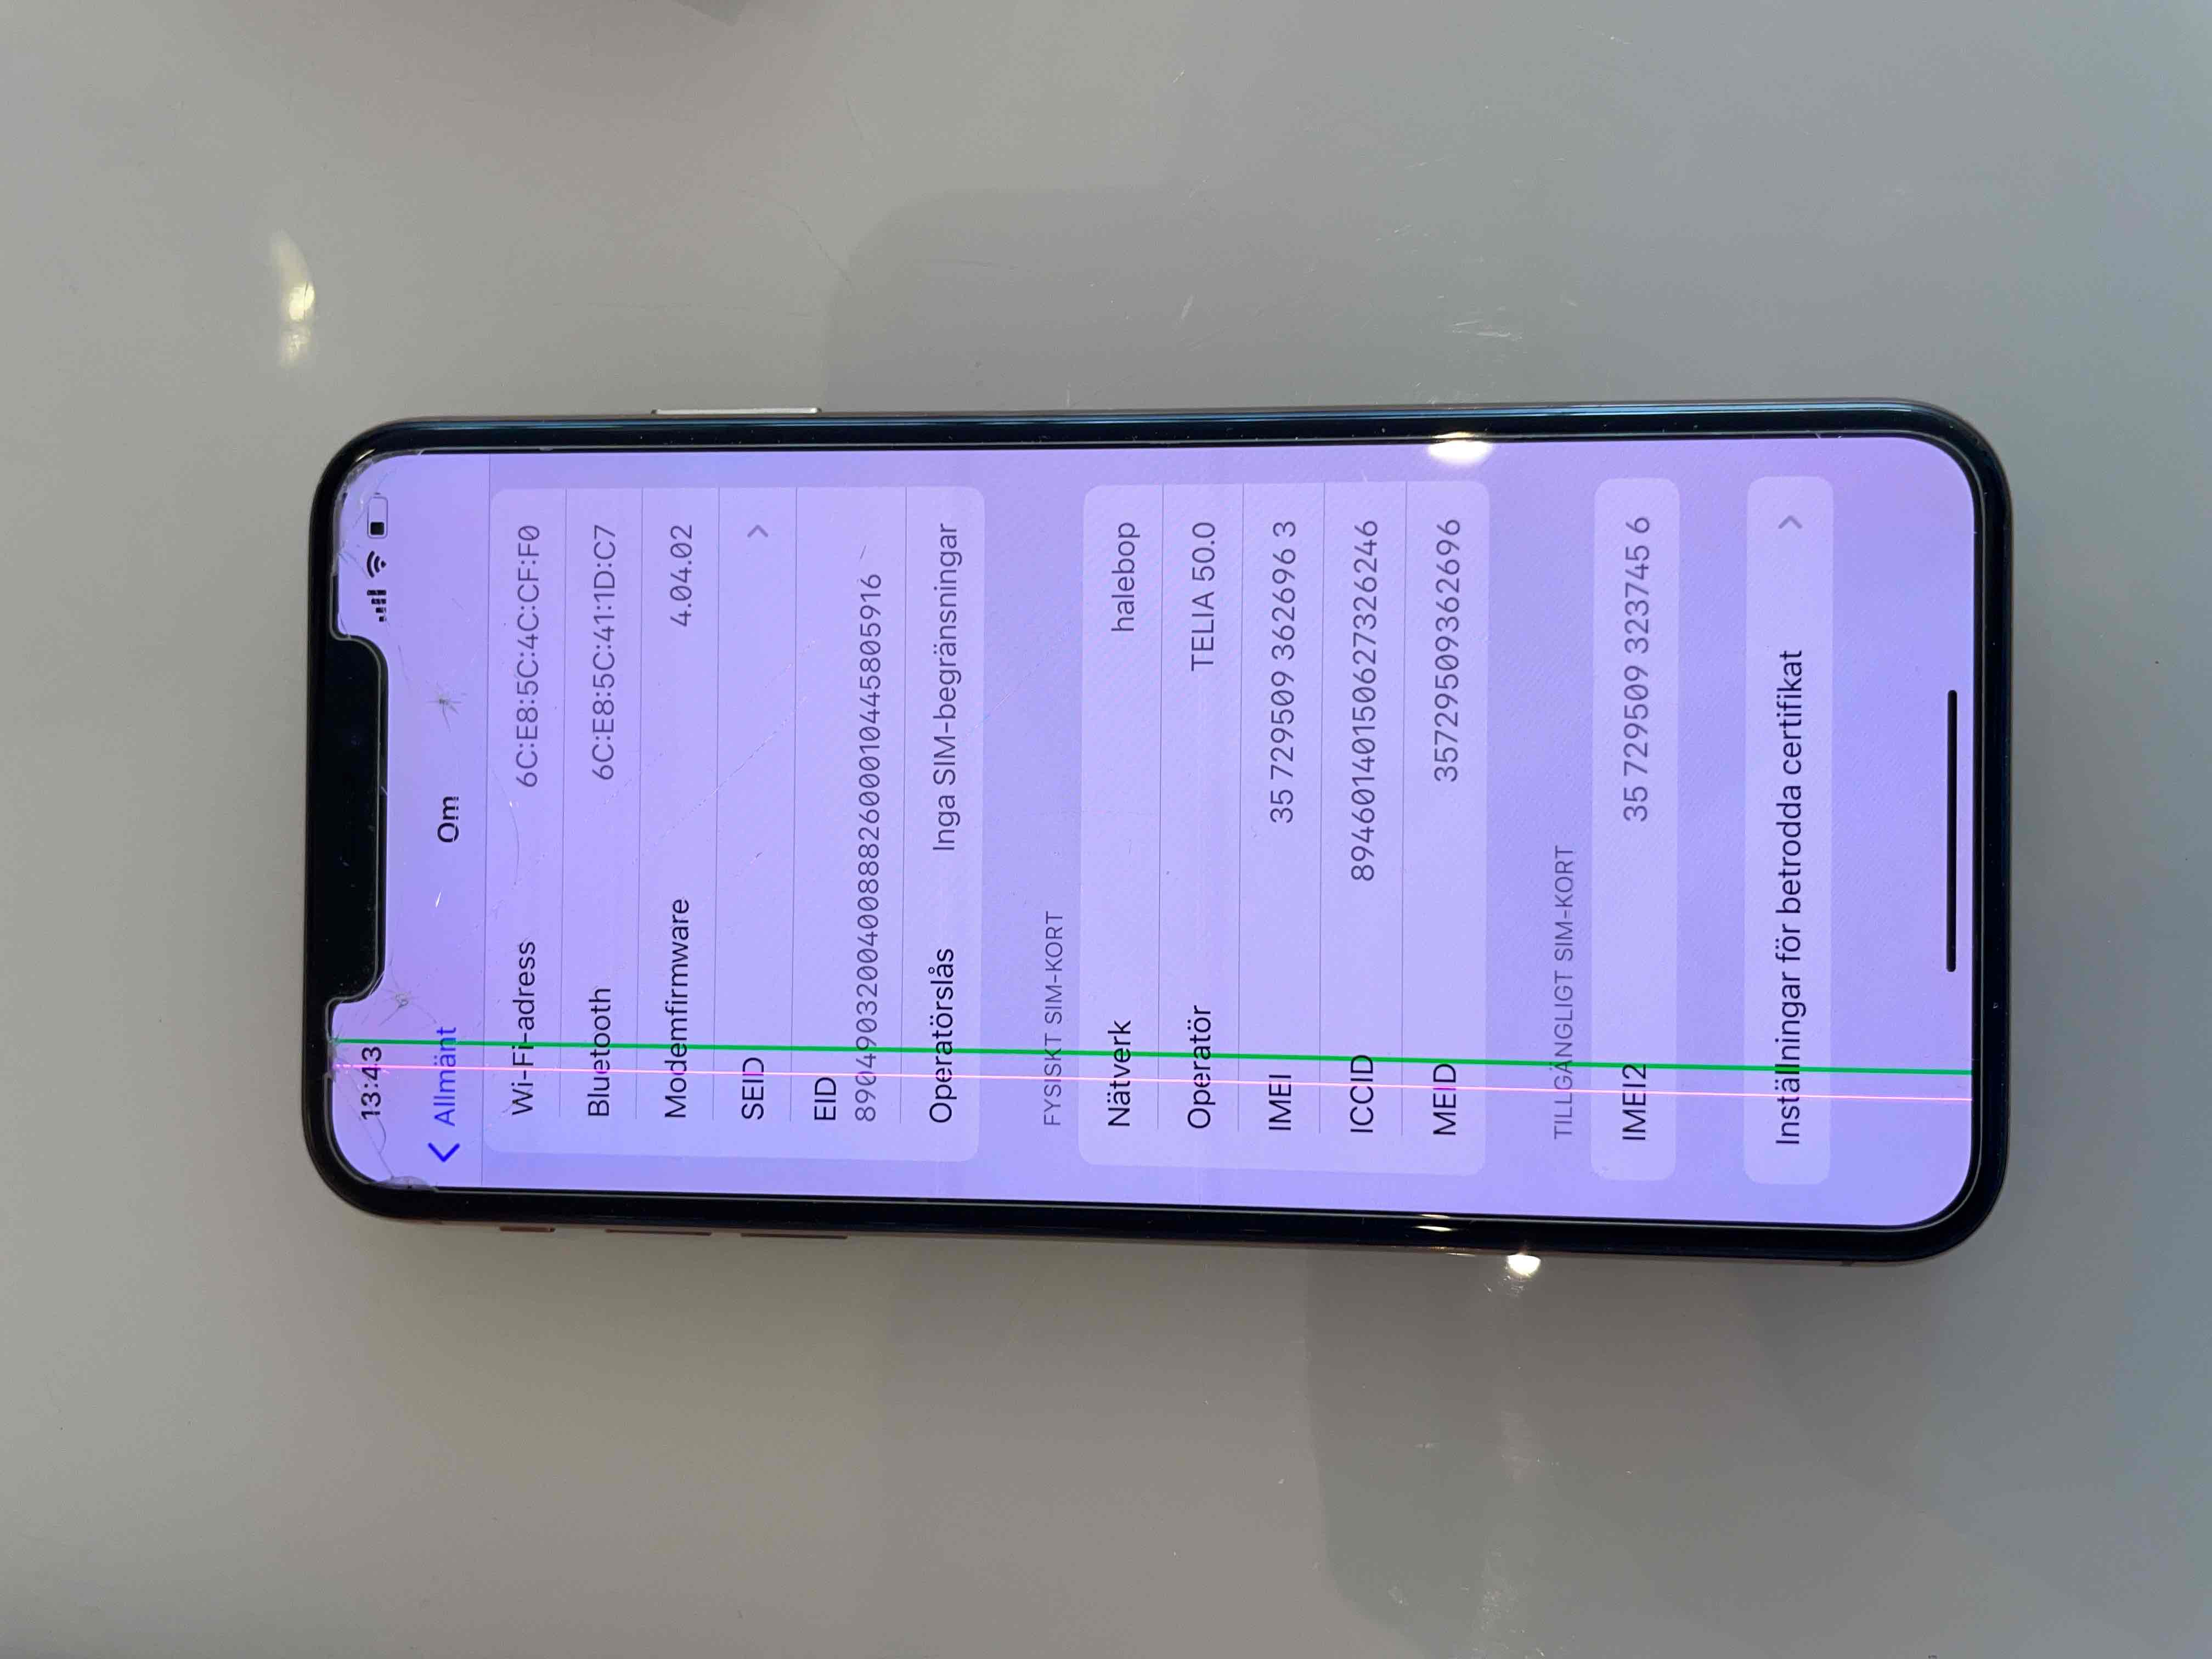 13:43
Allmänt
Om
Wi-Fi-adress 6C:E8:5C:4C:CF:F0
Bluetooth 6C:E8:5C:41:1D:C7
Modemfirmware 4.04.02
SEID
EID
89049032004008882600010445805916
Operatörslås Inga SIM-begränsningar
FYSISKT SIM-KORT
Nätverk halebop
Operatör TELIA 50.0
IMEI 35 729509 362696 3
ICCID 89460140150627326246
MEID 35729509362696
TILLGÄNGLIGT SIM-KORT
IMEI2 35 729509 323745 6
Inställningar för betrodda certifikat